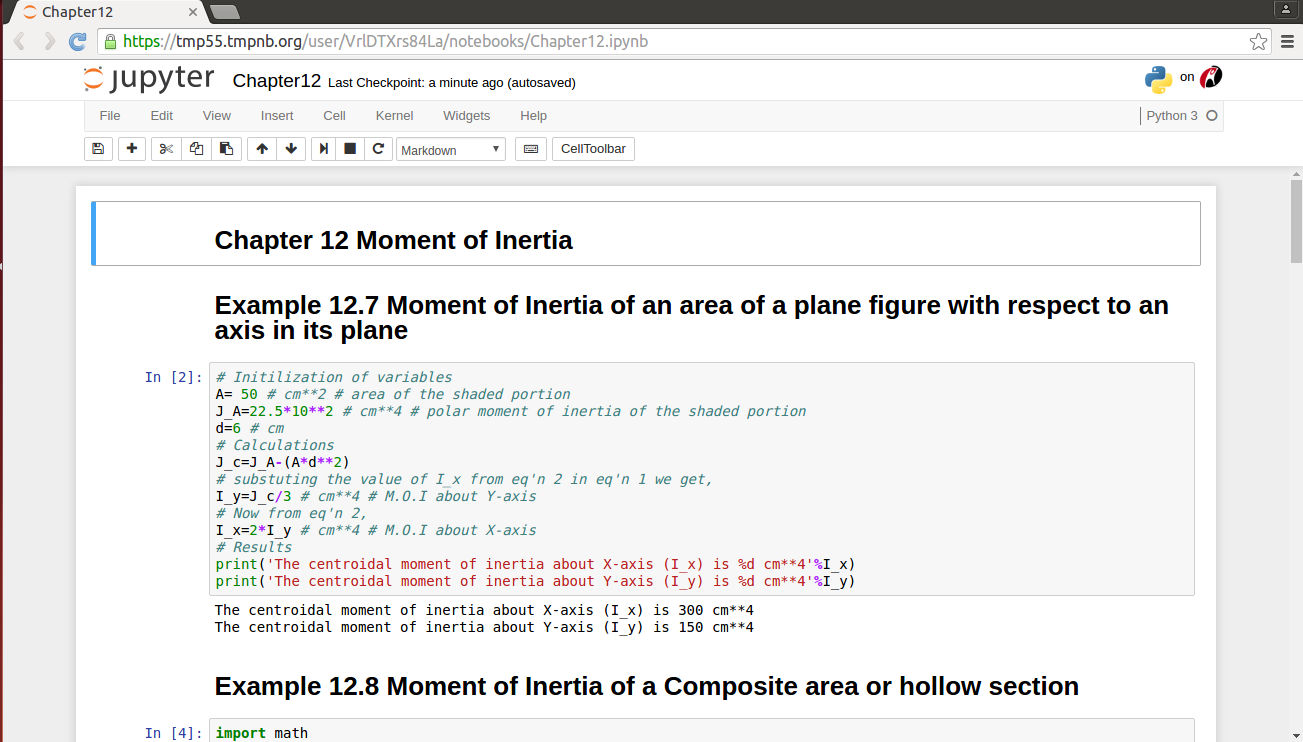 Chapter12
https://tmp55.tmpnb.org/user/VrlDTXrs84La/notebooks/Chapter12.ipynb
jupyter Chapter12 Last Checkpoint: a minute ago (autosaved) on
File Edit View Insert Cell Kernel Widgets Help Python 3
Markdown CellToolbar
Chapter 12 Moment of Inertia
Example 12.7 Moment of Inertia of an area of a plane figure with respect to an
axis in its plane
In [2]: # Initilization of variables
A= 50 # cm**2 # area of the shaded portion
J_A=22.5*10**2 # cm**4 # polar moment of inertia of the shaded portion
d=6 # cm
# Calculations
J_c=J_A-(A*d**2)
# substuting the value of I_x from eq'n 2 in eq'n 1 we get,
I_y=J_c/3 # cm**4 # M.O.I about Y-axis
# Now from eq'n 2,
I_x=2*I_y # cm**4 # M.O.I about X-axis
# Results
print('The centroidal moment of inertia about X-axis (I_x) is %d cm**4'%I_x)
print('The centroidal moment of inertia about Y-axis (I_y) is %d cm**4'%I_y)
The centroidal moment of inertia about X-axis (I_x) is 300 cm**4
The centroidal moment of inertia about Y-axis (I_y) is 150 cm**4
Example 12.8 Moment of Inertia of a Composite area or hollow section
In [4]: import math